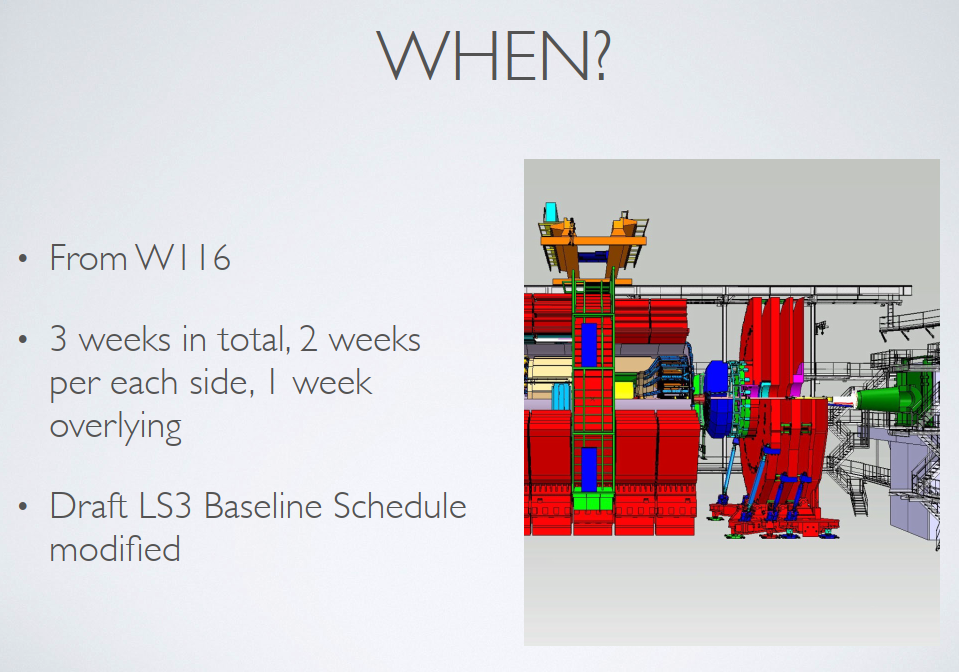 WHEN?
• From W116
• 3 weeks in total, 2 weeks
per each side, 1 week
overlying
• Draft LS3 Baseline Schedule
modified